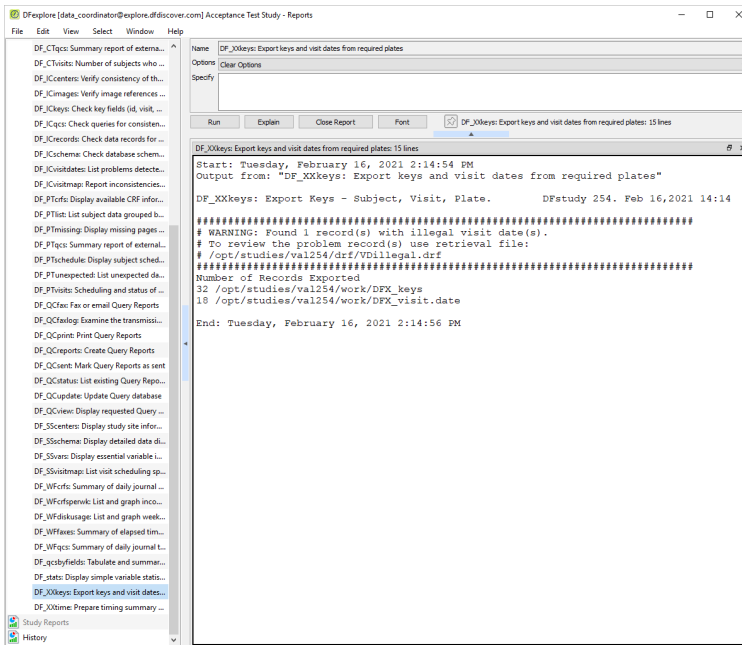 DFexplore [data_coordinator@explore.dfdiscover.com] Acceptance Test Study - Reports
File Edit View Select Window Help
DF_CTqcs: Summary report of externa...
DF_CTvisits: Number of subjects who ...
DF_ICcenters: Verify consistency of th...
DF_ICimages: Verify image references ...
DF_ICkeys: Check key fields (id, visit, ...
DF_ICqcs: Check queries for consisten...
DF_ICrecords: Check data records for ...
DF_ICschema: Check database schem...
DF_ICvisitdates: List problems detecte...
DF_ICvisitmap: Report inconsistencies...
DF_PTcrfs: Display available CRF infor...
DF_PTlist: List subject data grouped b...
DF_PTmissing: Display missing pages ...
DF_PTqcs: Summary report of external...
DF_PTschedule: Display subject sched...
DF_PTunexpected: List unexpected da...
DF_PTvisits: Scheduling and status of ...
DF_QCfax: Fax or email Query Reports
DF_QCfaxlog: Examine the transmissi...
DF_QCprint: Print Query Reports
DF_QCreports: Create Query Reports
DF_QCsent: Mark Query Reports as sent
DF_QCstatus: List existing Query Repo...
DF_QCupdate: Update Query database
DF_QCview: Display requested Query ...
DF_SScenters: Display study site infor...
DF_SSschema: Display detailed data di...
DF_SSvars: Display essential variable i...
DF_SSvisitmap: List visit scheduling sp...
DF_WFcrfs: Summary of daily journal ...
DF_WFcrfsperwk: List and graph inco...
DF_WFdiskusage: List and graph week...
DF_WFfaxes: Summary of elapsed tim...
DF_WFqcs: Summary of daily journal t...
DF_qcsbyfields: Tabulate and summar...
DF_stats: Display simple variable statis...
DF_XXkeys: Export keys and visit dates...
DF_XXtime: Prepare timing summary ...
Study Reports
History
Name DF_XXkeys: Export keys and visit dates from required plates
Options Clear Options
Specify
Run Explain Close Report Font DF_XXkeys: Export keys and visit dates from required plates: 15 lines
DF_XXkeys: Export keys and visit dates from required plates: 15 lines
Start: Tuesday, February 16, 2021 2:14:54 PM
Output from: "DF_XXkeys: Export keys and visit dates from required plates"
DF_XXkeys: Export Keys - Subject, Visit, Plate. DFstudy 254. Feb 16,2021 14:14
##############################################################################
# WARNING: Found 1 record(s) with illegal visit date(s).
# To review the problem record(s) use retrieval file:
# /opt/studies/val254/drf/VDillegal.drf
##############################################################################
Number of Records Exported
32 /opt/studies/val254/work/DFX_keys
18 /opt/studies/val254/work/DFX_visit.date
End: Tuesday, February 16, 2021 2:14:56 PM